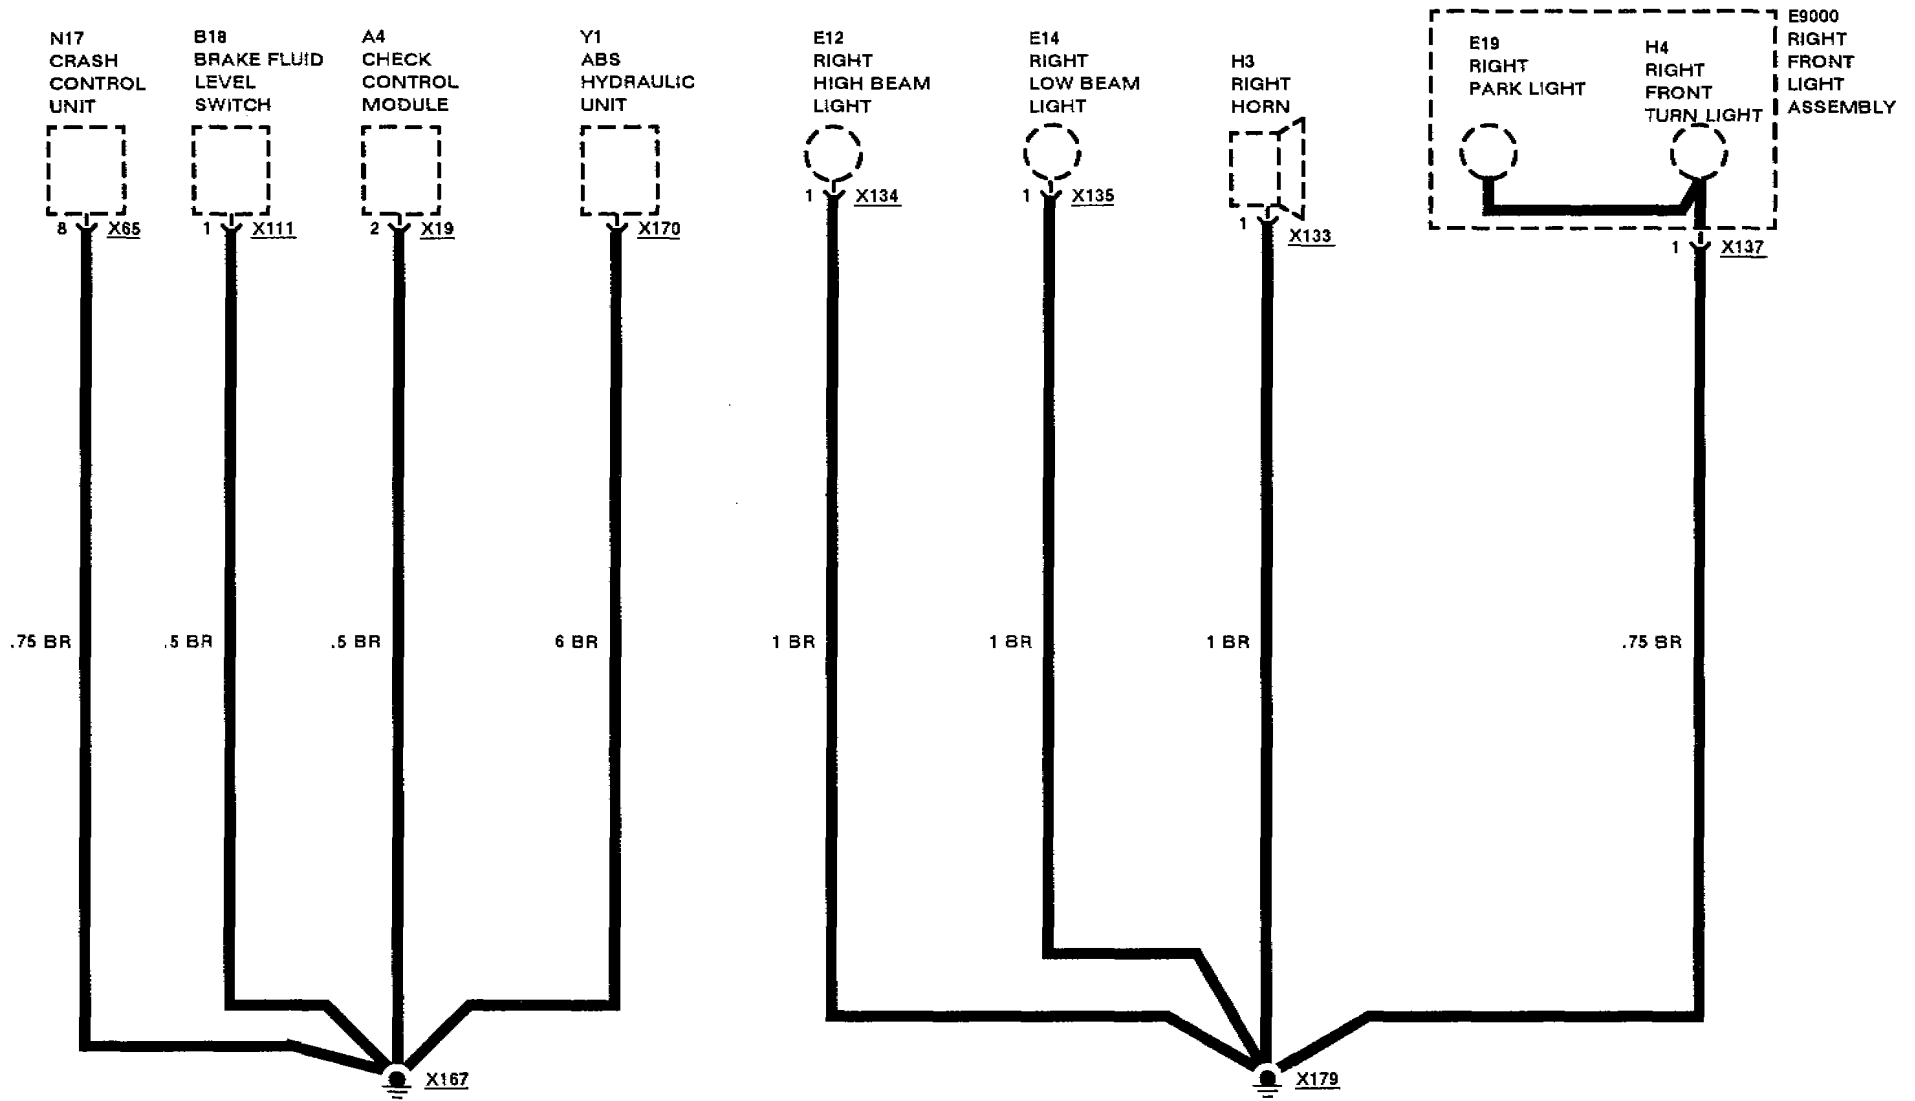 N17
CRASH
CONTROL
UNIT
8
X65
B18
BRAKE FLUID
LEVEL
SWITCH
1
X111
A4
CHECK
CONTROL
MODULE
2
X19
Y1
ABS
HYDRAULIC
UNIT
X170
E12
RIGHT
HIGH BEAM
LIGHT
1
X134
E14
RIGHT
LOW BEAM
LIGHT
1
X135
H3
RIGHT
HORN
1
X133
E19
RIGHT
PARK LIGHT
H4
RIGHT
FRONT
TURN LIGHT
E9000
RIGHT
FRONT
LIGHT
ASSEMBLY
1
X137
.75 BR
.5 BR
.5 BR
6 BR
1 BR
1 BR
1 BR
.75 BR
X167
X179